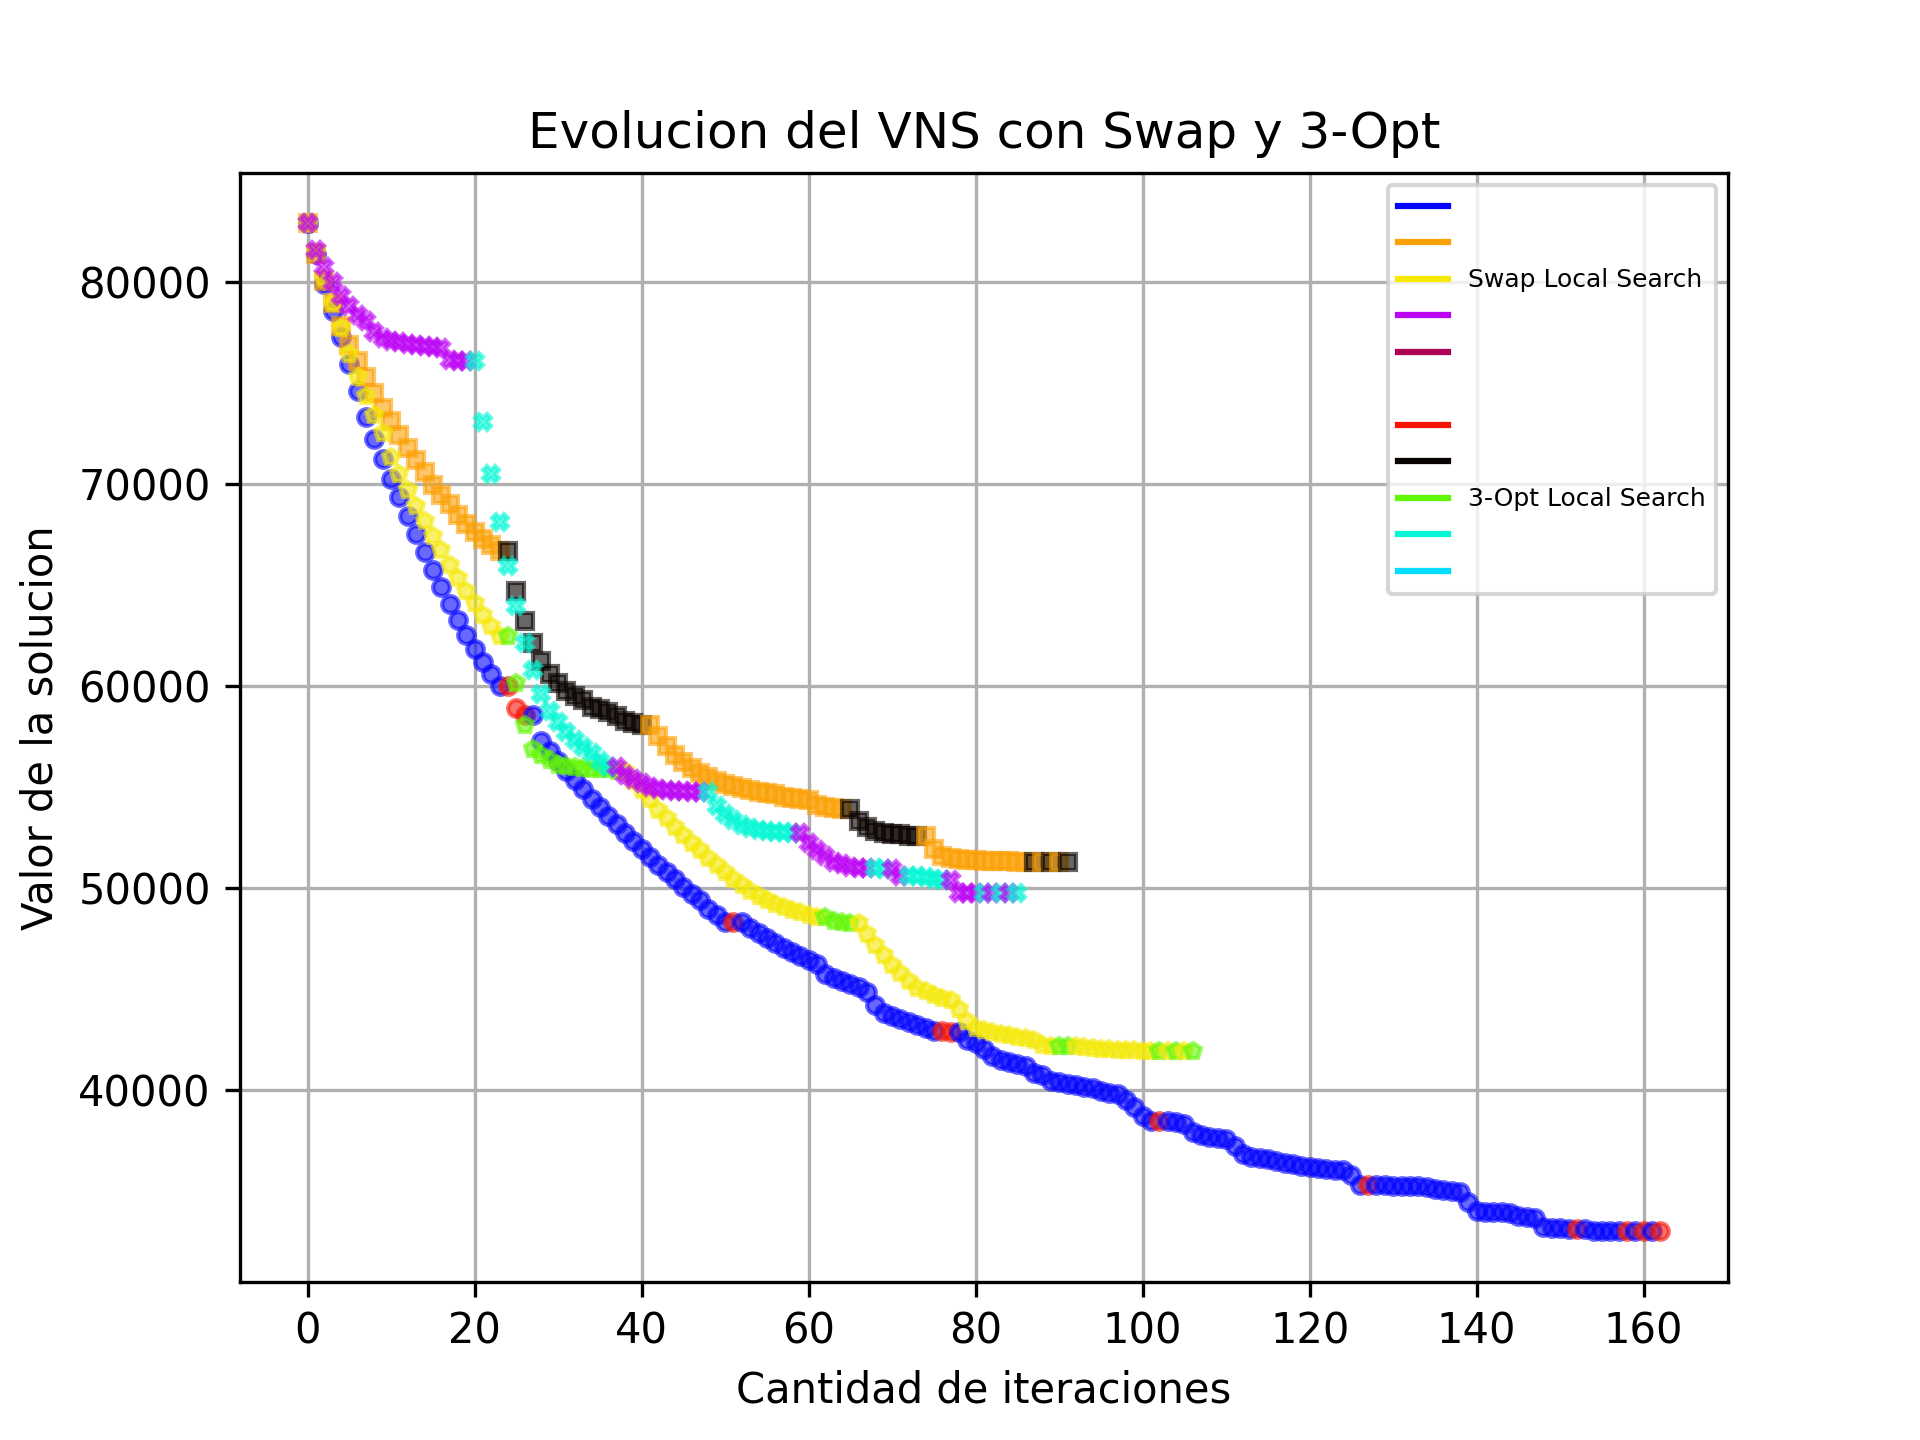 Evolucion del VNS con Swap y 3-Opt
Swap Local Search
3-Opt Local Search
80000
70000
60000
50000
40000
Valor de la solucion
0 20 40 60 80 100 120 140 160
Cantidad de iteraciones